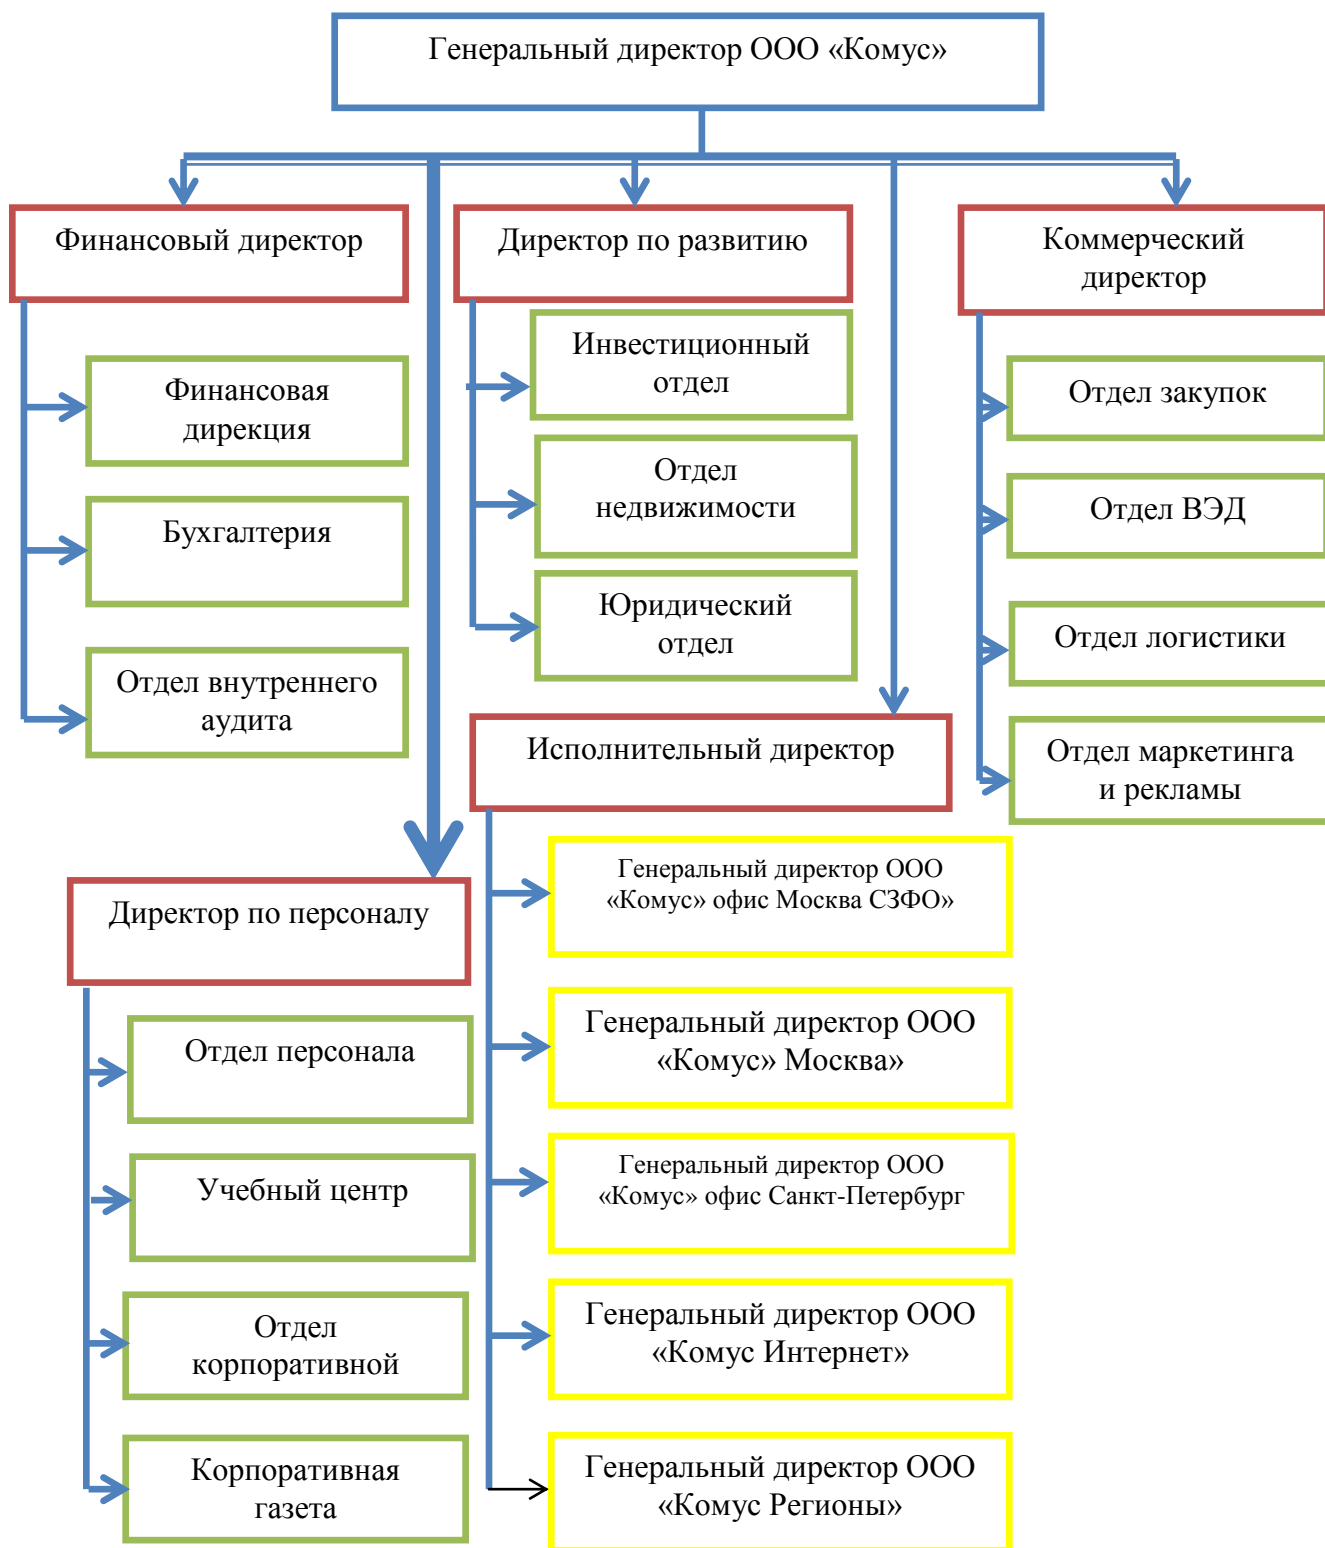 Генеральный директор ООО «Комус»
Финансовый директор
Финансовая
дирекция
Бухгалтерия
Отдел внутреннего
аудита
Директор по развитию
Инвестиционный
отдел
Отдел
недвижимости
Юридический
отдел
Коммерческий
директор
Отдел закупок
Отдел ВЭД
Отдел логистики
Отдел маркетинга
и рекламы
Исполнительный директор
Генеральный директор ООО
«Комус» офис Москва СЗФО»
Генеральный директор ООО
«Комус» Москва»
Генеральный директор ООО
«Комус» офис Санкт-Петербург
Генеральный директор ООО
«Комус Интернет»
Генеральный директор ООО
«Комус Регионы»
Директор по персоналу
Отдел персонала
Учебный центр
Отдел
корпоративной
Корпоративная
газета